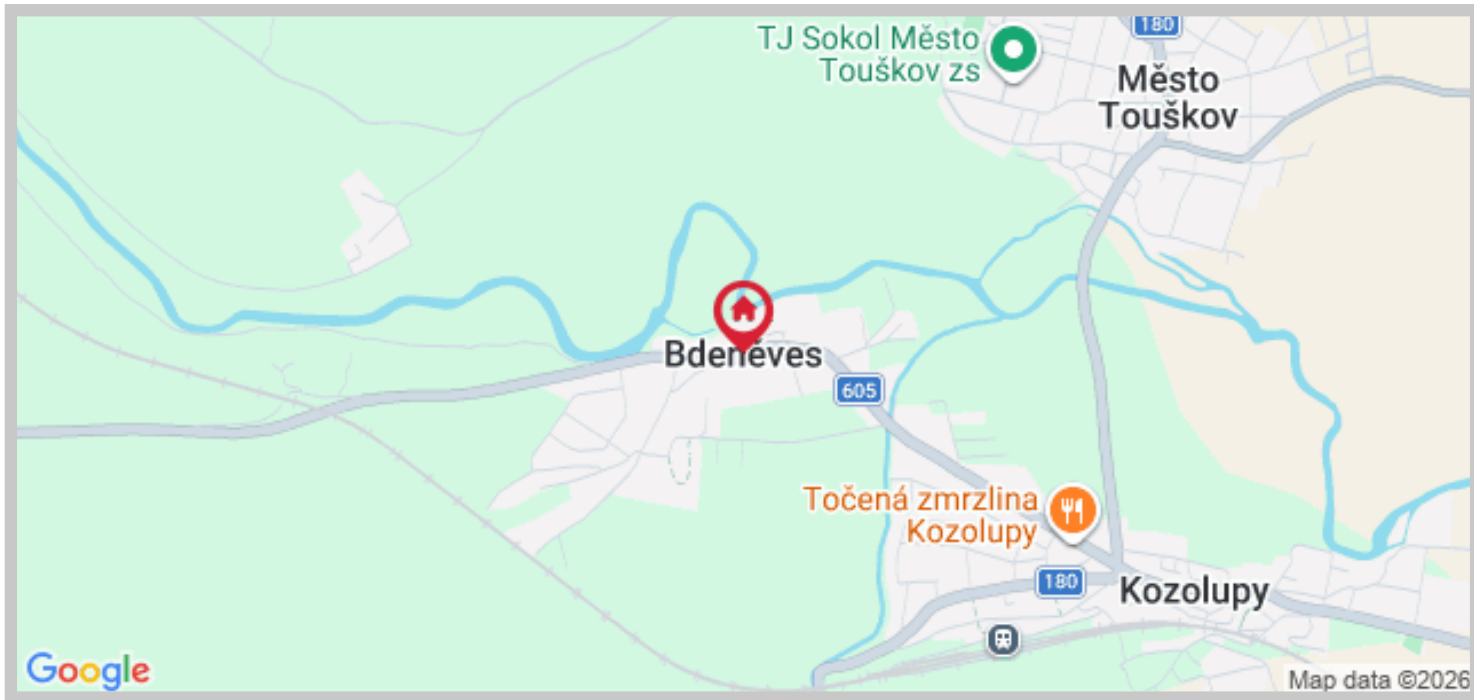 180
TJ Sokol Město
Touškov zs
Město
Touškov
Bdeněves
605
Točená zmrzlina
Kozolupy
180
Kozolupy
Google
Map data ©2026